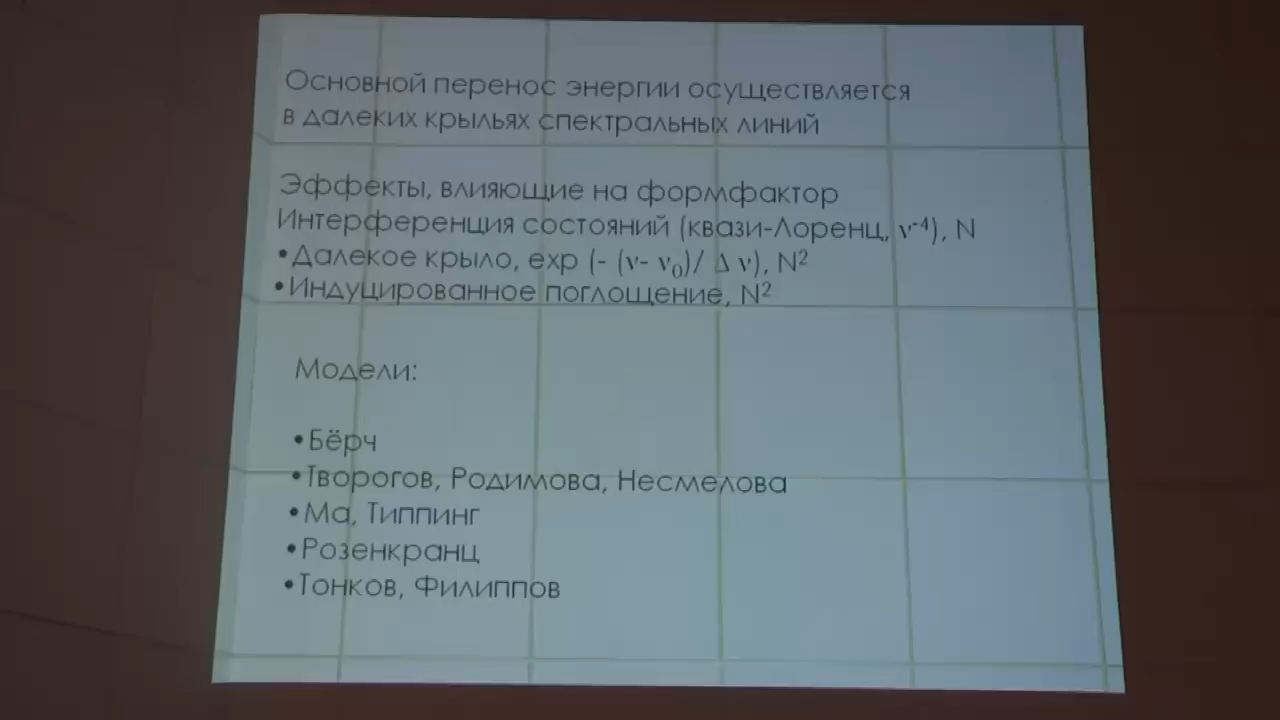 Основной перенос энергии осуществляется
в далеких крыльях спектральных линий
Эффекты, влияющие на формфактор
Интерференция состояний (квази-Лоренц, ν⁻⁴), N
•Далекое крыло, exp (- (ν- ν₀)/ Δ ν), N²
•Индуцированное поглощение, N²
Модели:
•Бёрч
•Творогов, Родимова, Несмелова
•Ма, Типпинг
•Розенкранц
•Тонков, Филиппов